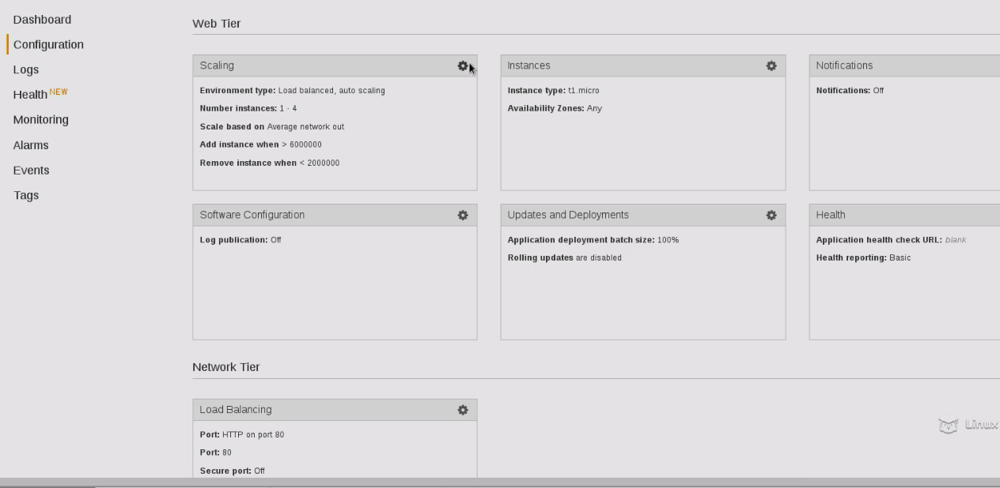 Dashboard
Configuration
Logs
Health NEW
Monitoring
Alarms
Events
Tags
Web Tier
Scaling
Environment type: Load balanced, auto scaling
Number instances: 1 - 4
Scale based on Average network out
Add instance when > 6000000
Remove instance when < 2000000
Instances
Instance type: t1.micro
Availability Zones: Any
Notifications
Notifications: Off
Software Configuration
Log publication: Off
Updates and Deployments
Application deployment batch size: 100%
Rolling updates are disabled
Health
Application health check URL: blank
Health reporting: Basic
Network Tier
Load Balancing
Port: HTTP on port 80
Port: 80
Secure port: Off
Linux